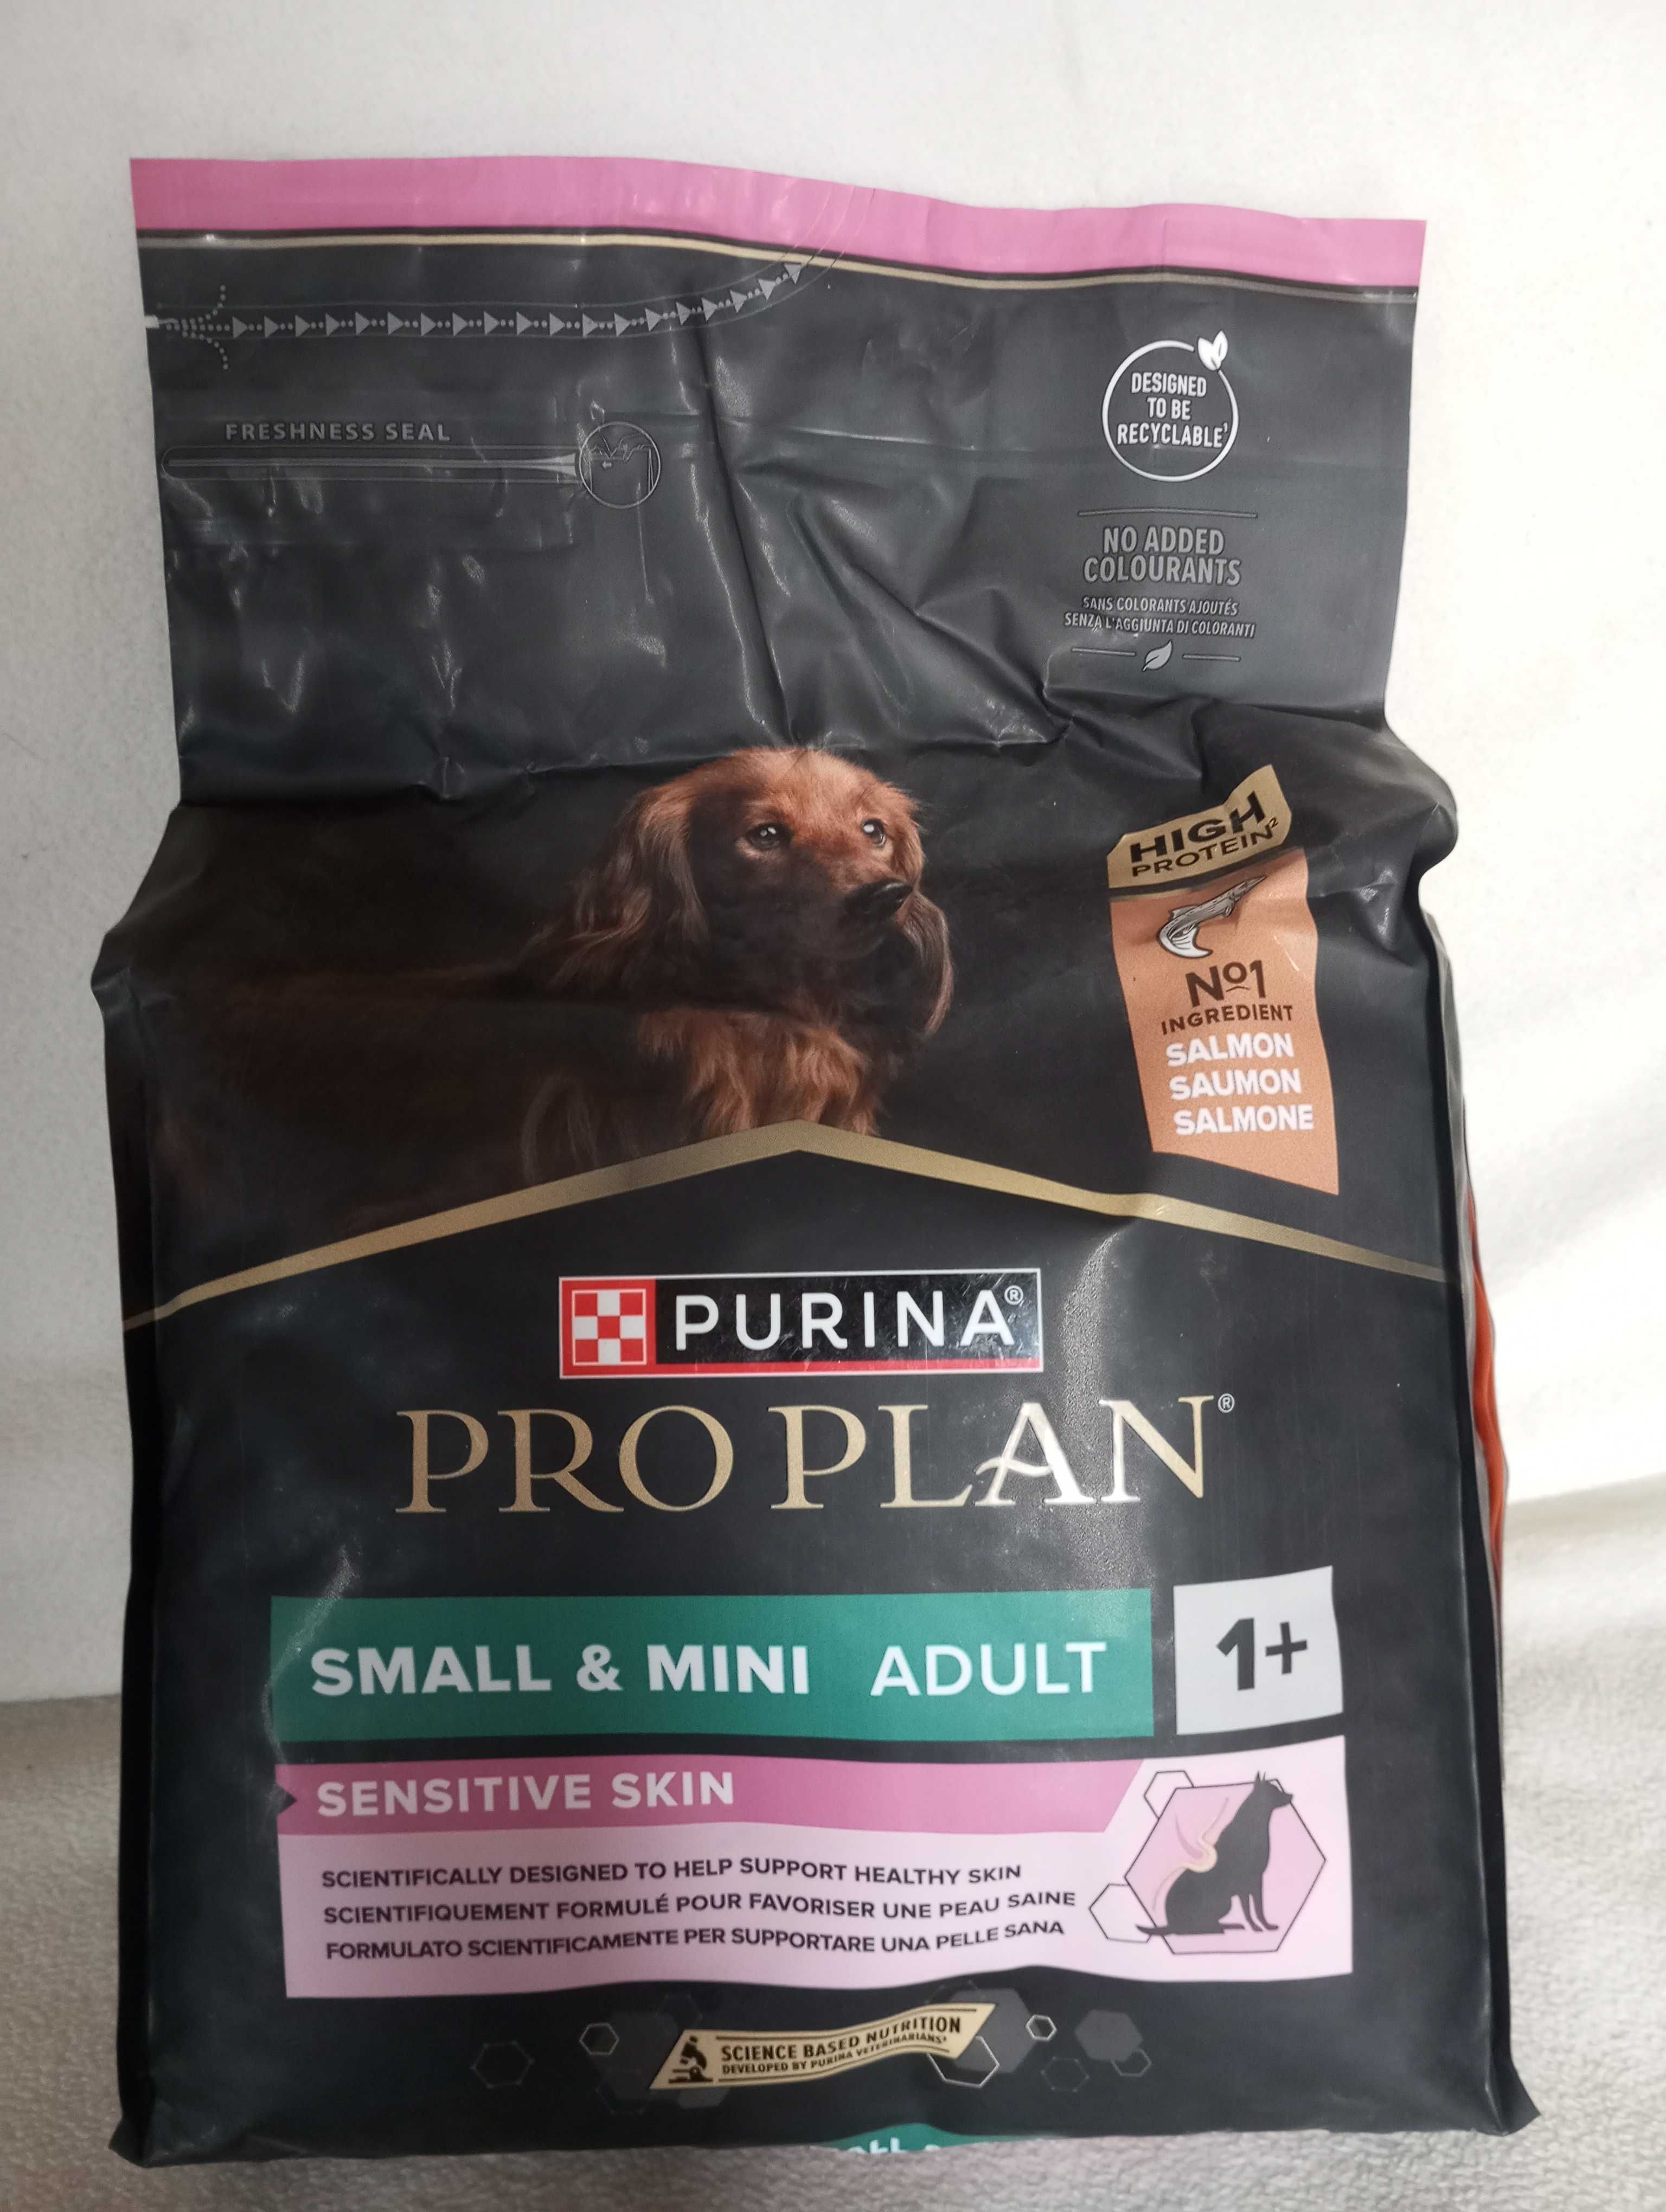 FRESHNESS SEAL
DESIGNED
TO BE
RECYCLABLE¹
NO ADDED
COLOURANTS
SANS COLORANTS AJOUTÉS
SENZA L'AGGIUNTA DI COLORANTI
HIGH
PROTEIN²
Nº1
INGREDIENT
SALMON
SAUMON
SALMONE
PURINA®
PRO PLAN®
SMALL & MINI ADULT 1+
SENSITIVE SKIN
SCIENTIFICALLY DESIGNED TO HELP SUPPORT HEALTHY SKIN
SCIENTIFIQUEMENT FORMULÉ POUR FAVORISER UNE PEAU SAINE
FORMULATO SCIENTIFICAMENTE PER SUPPORTARE UNA PELLE SANA
SCIENCE BASED NUTRITION
DEVELOPED BY PURINA VETERINARIANS³